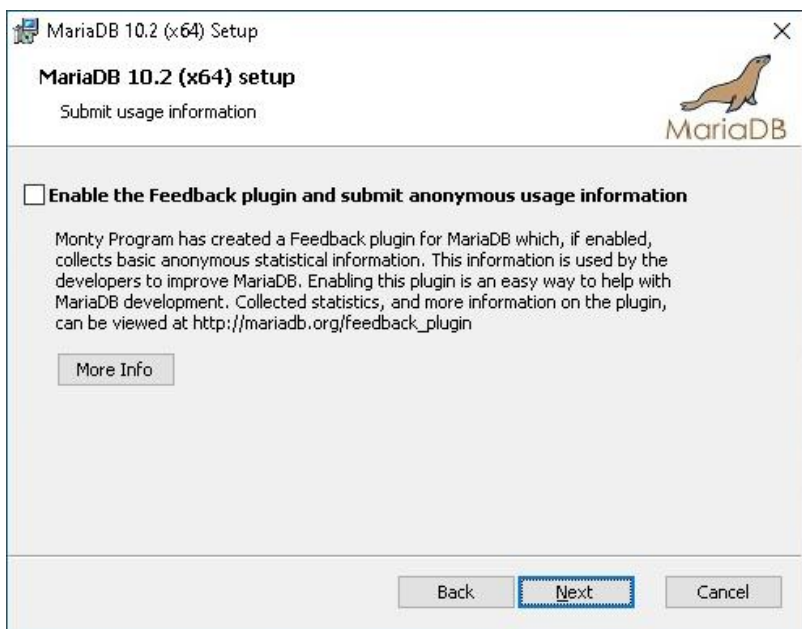 MariaDB 10.2 (x64) Setup
MariaDB 10.2 (x64) setup
Submit usage information
MariaDB
Enable the Feedback plugin and submit anonymous usage information
Monty Program has created a Feedback plugin for MariaDB which, if enabled,
collects basic anonymous statistical information. This information is used by the
developers to improve MariaDB. Enabling this plugin is an easy way to help with
MariaDB development. Collected statistics, and more information on the plugin,
can be viewed at http://mariadb.org/feedback_plugin
More Info
Back
Next
Cancel